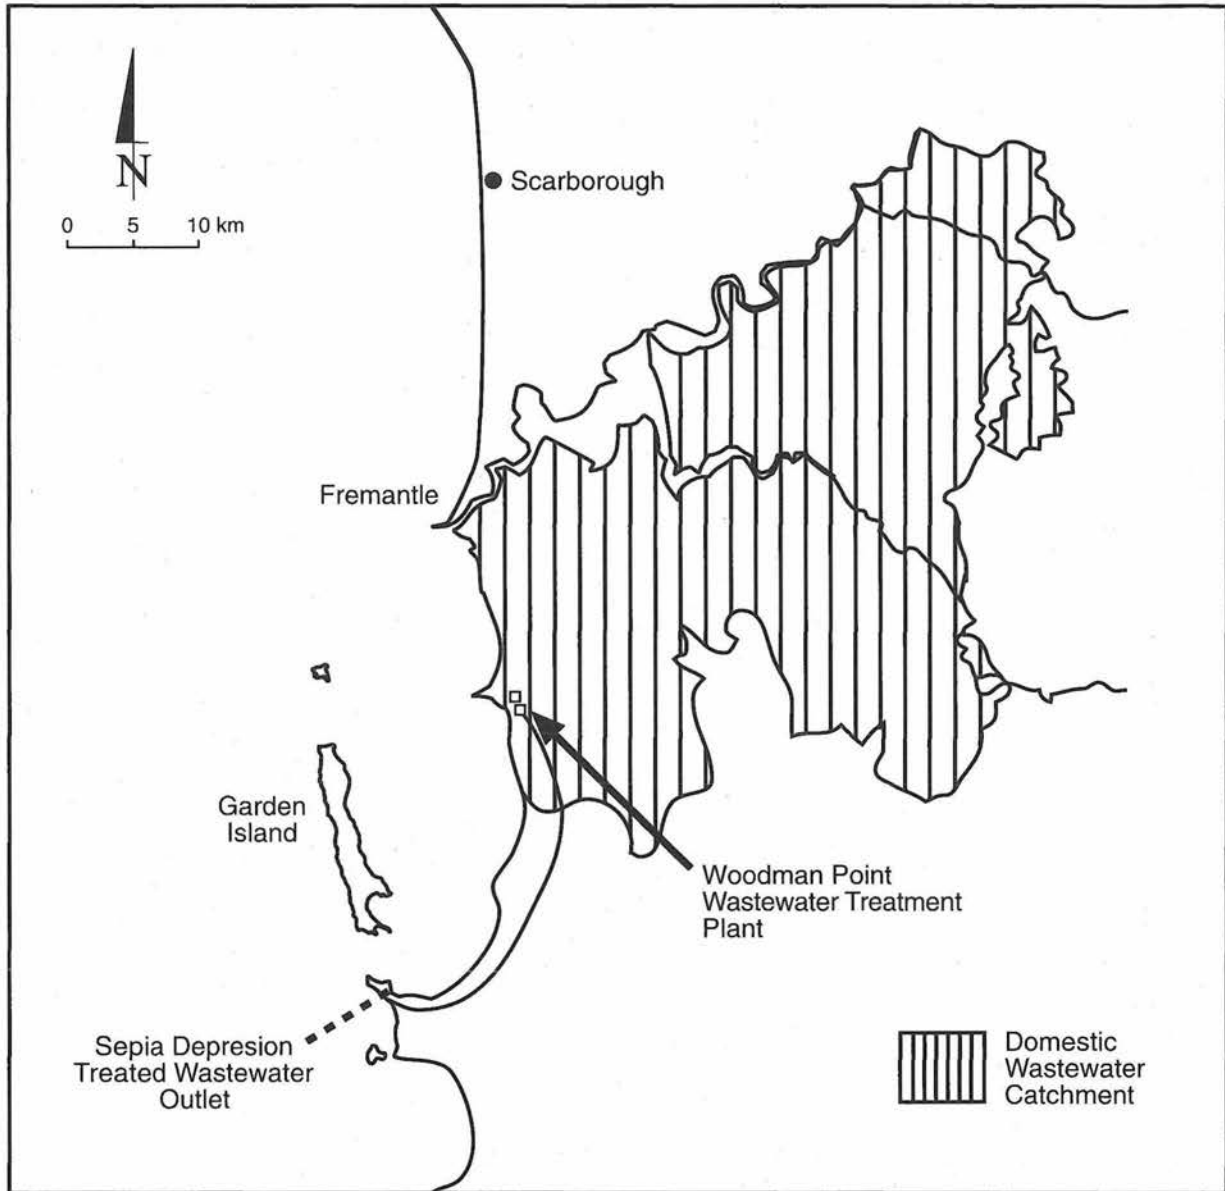 N
0 5 10 km
Scarborough
Fremantle
Garden
Island
Woodman Point
Wastewater Treatment
Plant
Sepia Depresion
Treated Wastewater
Outlet
Domestic
Wastewater
Catchment